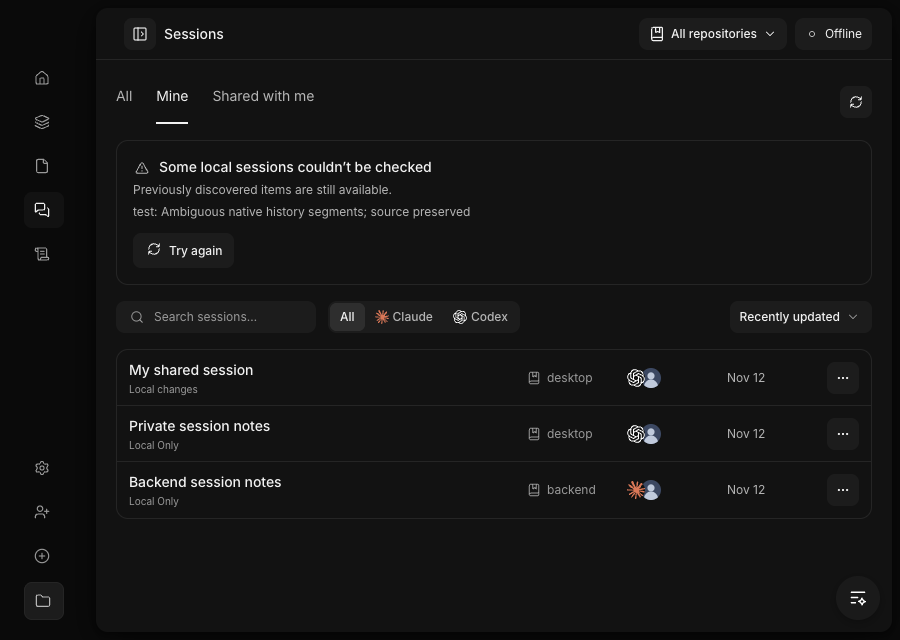 Sessions
All repositories
Offline
All
Mine
Shared with me
Some local sessions couldn’t be checked
Previously discovered items are still available.
test: Ambiguous native history segments; source preserved
Try again
Search sessions...
All
Claude
Codex
Recently updated
My shared session
Local changes
desktop
Nov 12
Private session notes
Local Only
desktop
Nov 12
Backend session notes
Local Only
backend
Nov 12